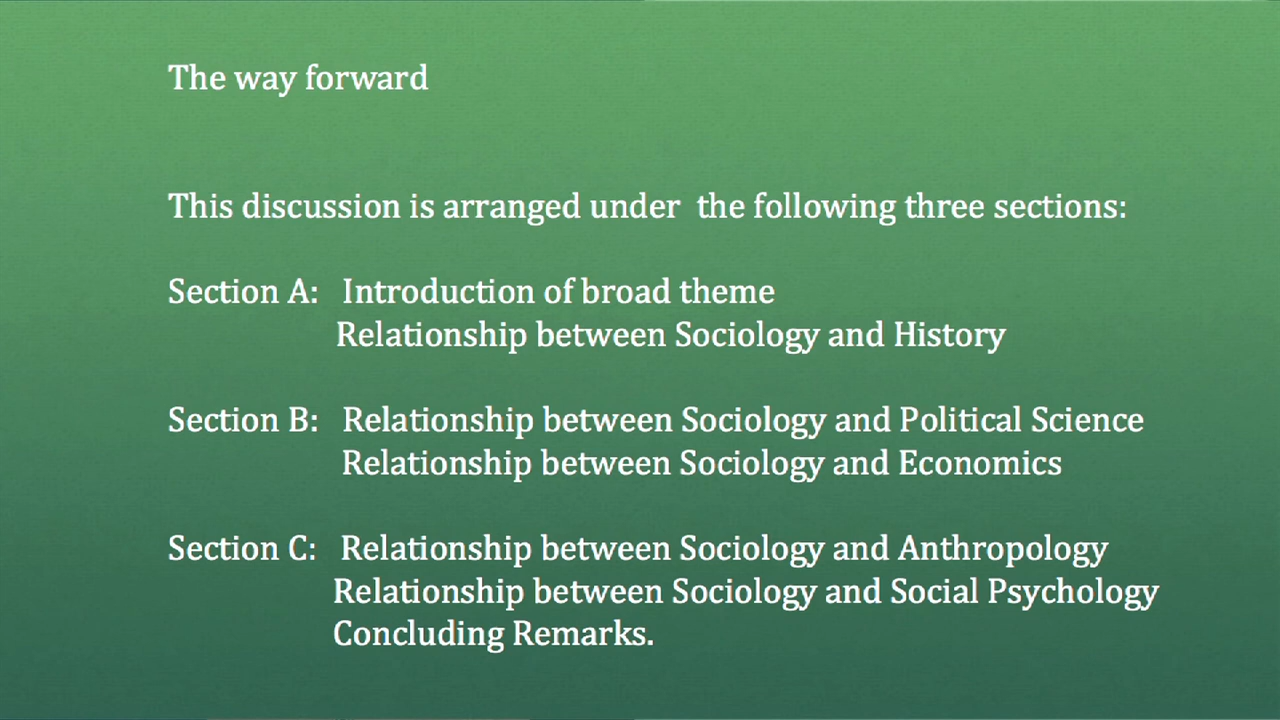 The way forward
This discussion is arranged under the following three sections:
Section A: Introduction of broad theme
Relationship between Sociology and History
Section B: Relationship between Sociology and Political Science
Relationship between Sociology and Economics
Section C: Relationship between Sociology and Anthropology
Relationship between Sociology and Social Psychology
Concluding Remarks.